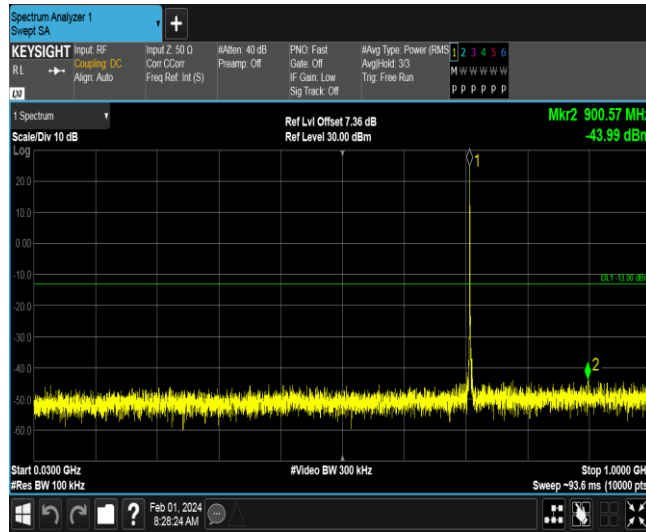 Spectrum Analyzer 1
Swept SA
+
KEYSIGHT
RL
LXI
Input: RF
Coupling: DC
Align: Auto
Input Z: 50 Ω
Corr CCorr
Freq Ref: Int (S)
#Atten: 40 dB
Preamp: Off
PNO: Fast
Gate: Off
IF Gain: Low
Sig Track: Off
#Avg Type: Power (RMS
Avg|Hold: 3/3
Trig: Free Run
1 2 3 4 5 6
M W W W W W
P P P P P P
1 Spectrum
Scale/Div 10 dB
Log
Ref Lvl Offset 7.36 dB
Ref Level 30.00 dBm
Mkr2 900.57 MHz
-43.99 dBm
1
20.0
10.0
0.00
-10.0
DL1 -13.00 dBm
-20.0
-30.0
-40.0
2
-50.0
-60.0
Start 0.0300 GHz
#Res BW 100 kHz
#Video BW 300 kHz
Stop 1.0000 GH
Sweep ~93.6 ms (10000 pts
?
Feb 01, 2024
8:28:24 AM